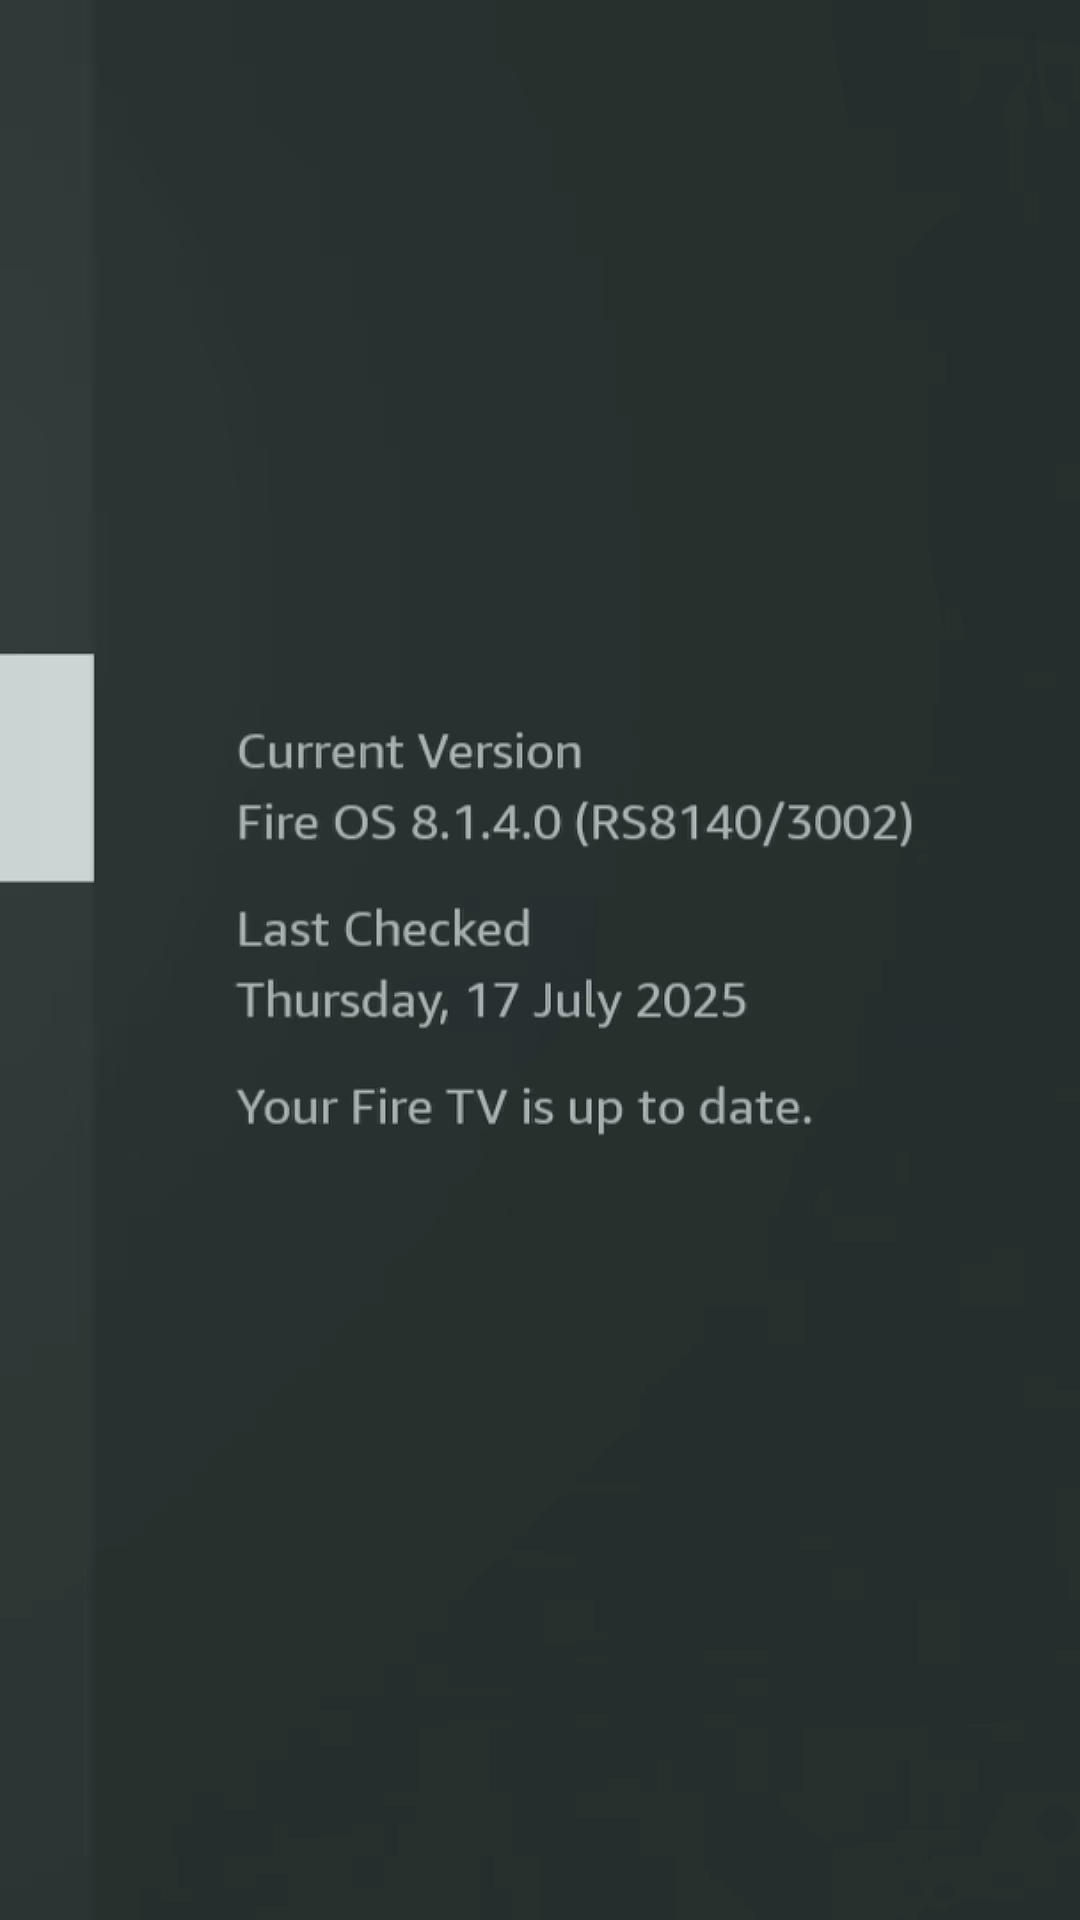 Current Version
Fire OS 8.1.4.0 (RS8140/3002)
Last Checked
Thursday, 17 July 2025
Your Fire TV is up to date.